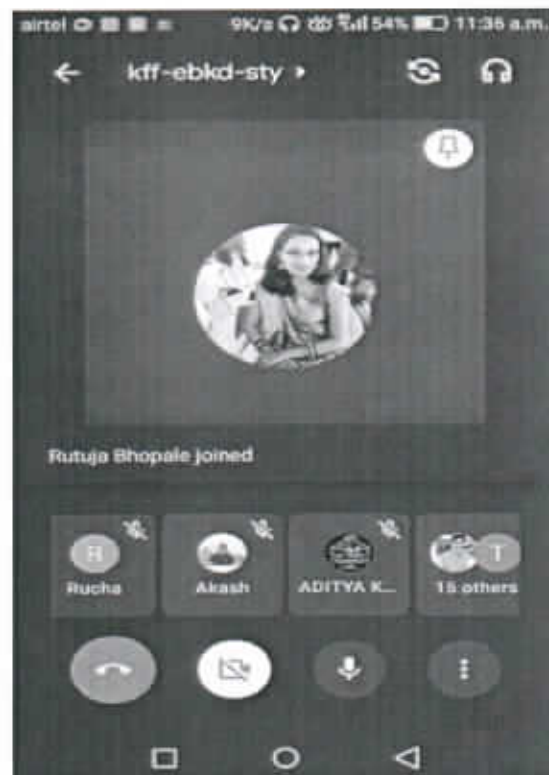 airtel 9K/s 54% 11:36 a.m.
kff-ebkd-sty
Rutuja Bhopale joined
R T
Rucha Akash ADITYA K... 15 others